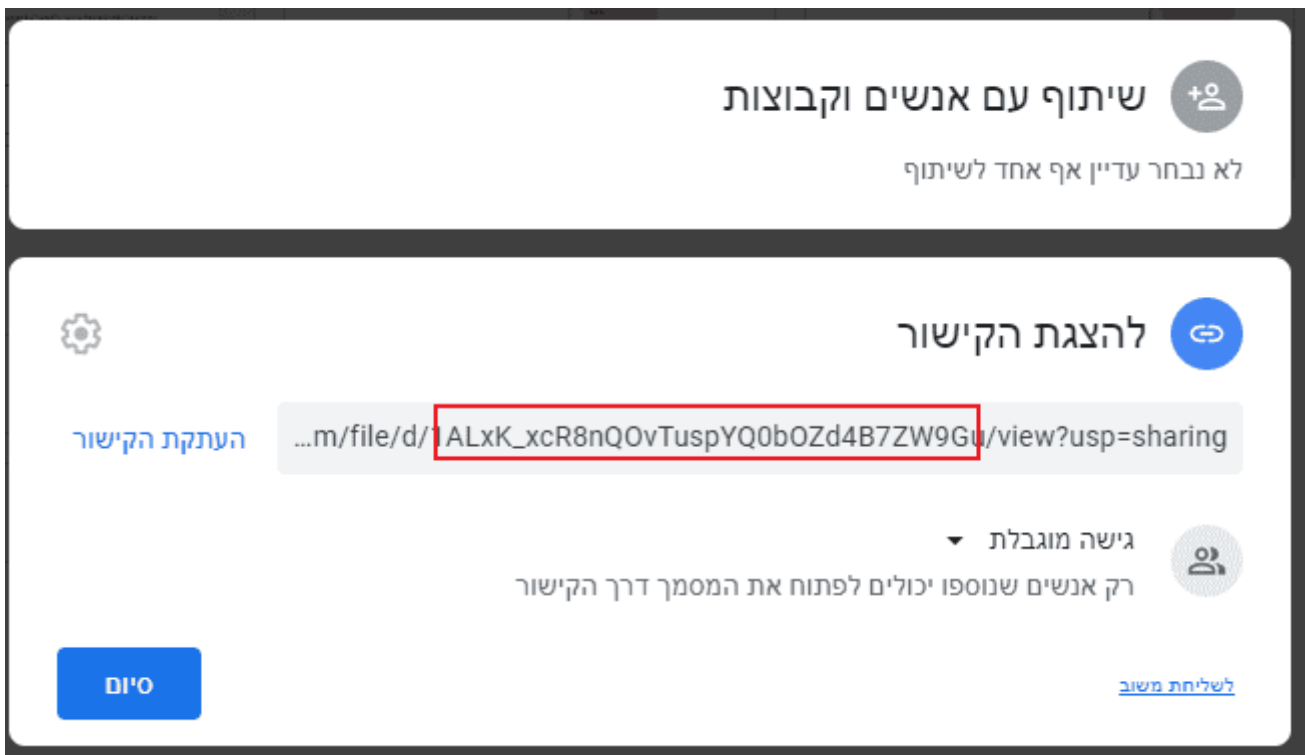 שיתוף עם אנשים וקבוצות
לא נבחר עדיין אף אחד לשיתוף
להצגת הקישור
...m/file/d/1ALxK_xcR8nQOvTuspYQ0bOZd4B7ZW9Gu/view?usp=sharing
העתקת הקישור
גישה מוגבלת
רק אנשים שנוספו יכולים לפתוח את המסמך דרך הקישור
לשליחת משוב
סיום